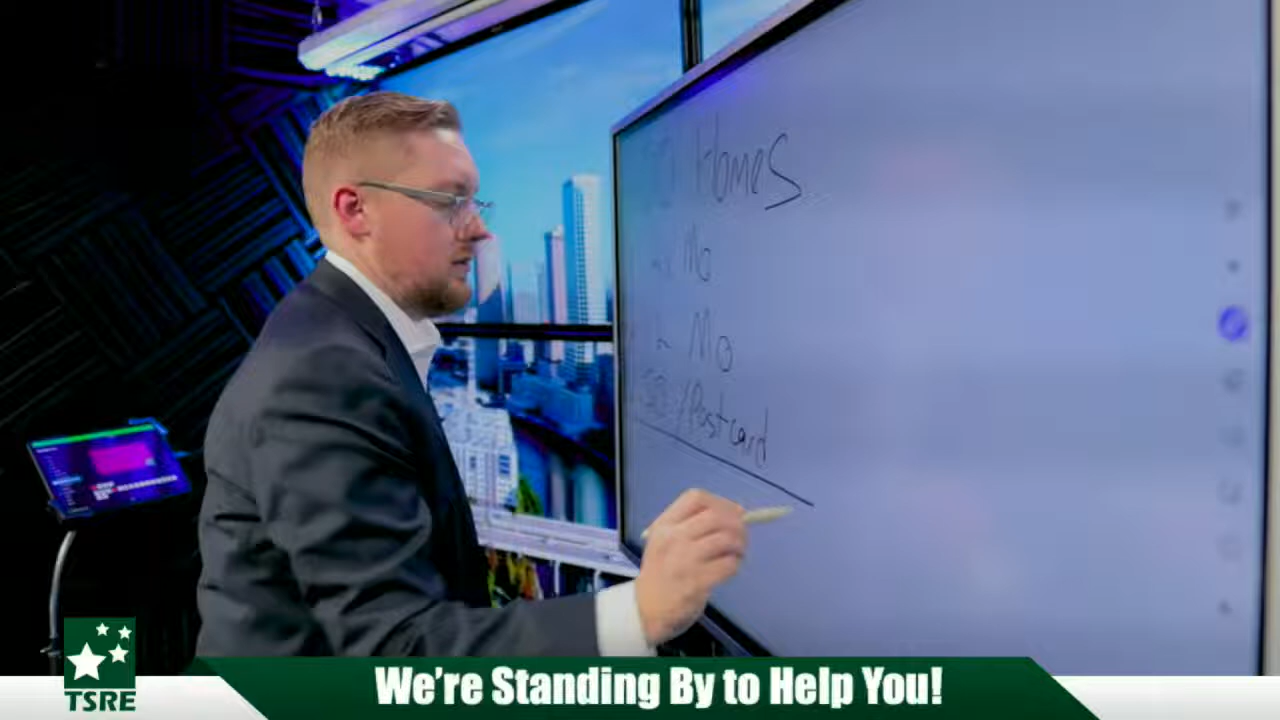 Homes
Mo
Mo
/Postcard
TSRE
We're Standing By to Help You!